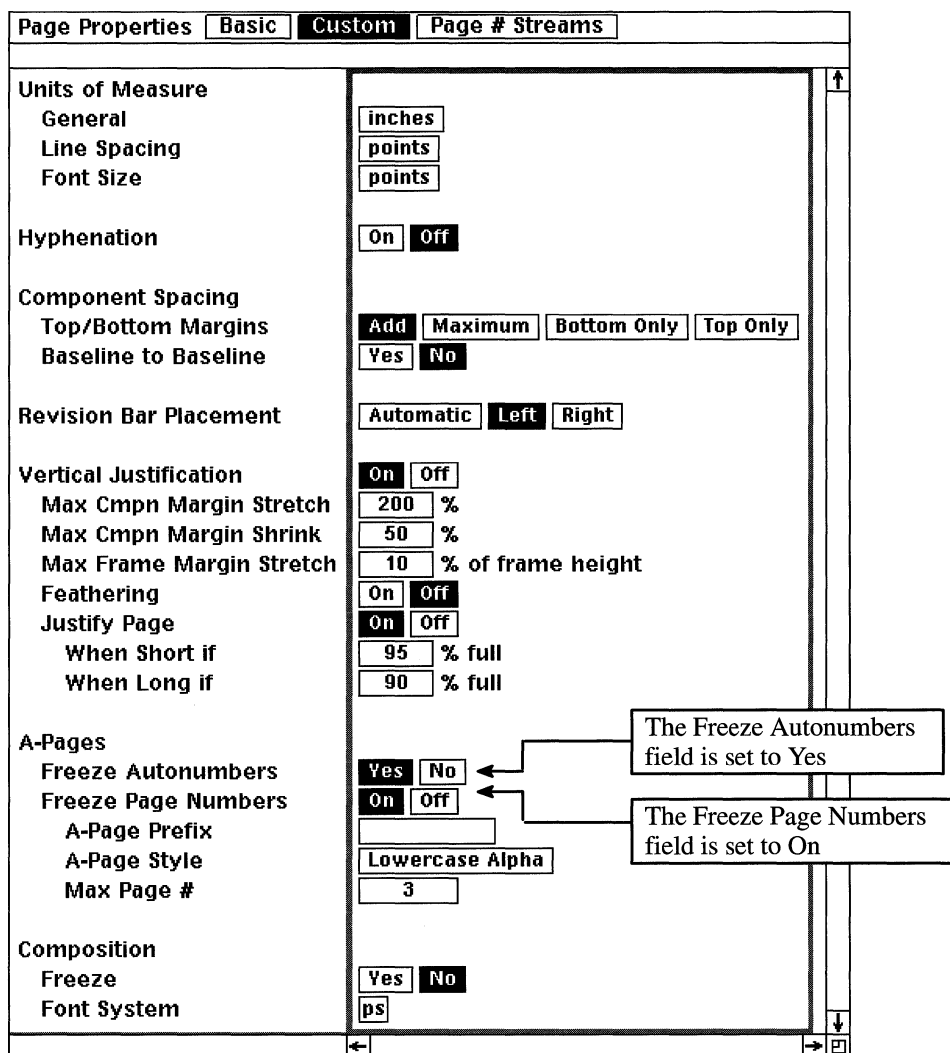 Page Properties Basic Custom Page # Streams
Units of Measure
General inches
Line Spacing points
Font Size points
Hyphenation On Off
Component Spacing
Top/Bottom Margins Add Maximum Bottom Only Top Only
Baseline to Baseline Yes No
Revision Bar Placement Automatic Left Right
Vertical Justification On Off
Max Cmpn Margin Stretch 200 %
Max Cmpn Margin Shrink 50 %
Max Frame Margin Stretch 10 % of frame height
Feathering On Off
Justify Page On Off
When Short if 95 % full
When Long if 90 % full
A-Pages
Freeze Autonumbers Yes No
The Freeze Autonumbers
field is set to Yes
Freeze Page Numbers On Off
The Freeze Page Numbers
field is set to On
A-Page Prefix
A-Page Style Lowercase Alpha
Max Page # 3
Composition
Freeze Yes No
Font System ps